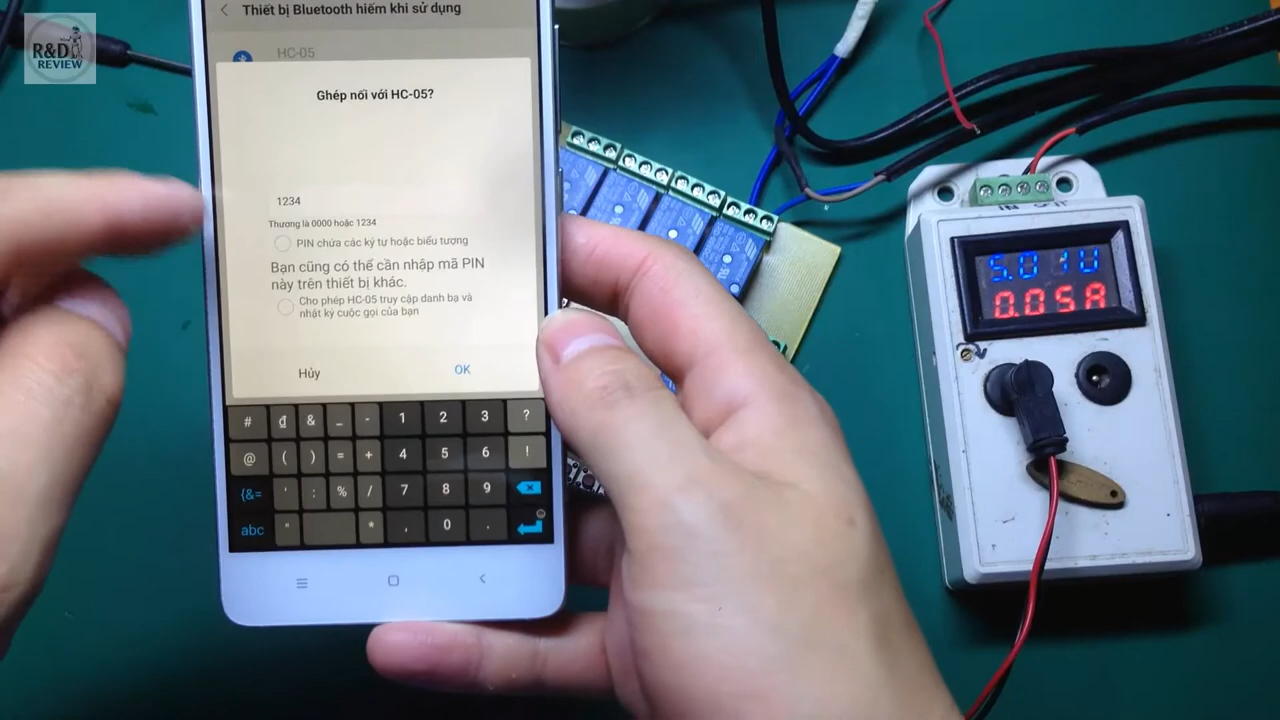 R&D
REVIEW
Thiết bị Bluetooth hiếm khi sử dụng
HC-05
Ghép nối với HC-05?
1234
Thường là 0000 hoặc 1234
PIN chứa các ký tự hoặc biểu tượng
Bạn cũng có thể cần nhập mã PIN
này trên thiết bị khác.
Cho phép HC-05 truy cập danh bạ và
nhật ký cuộc gọi của bạn
Hủy OK
# ₫ & _ - 1 2 3 ?
@ ( ) = + 4 5 6 !
{&= ' : % / 7 8 9
abc " * , 0 .
IN OUT
5.01V
0.05A